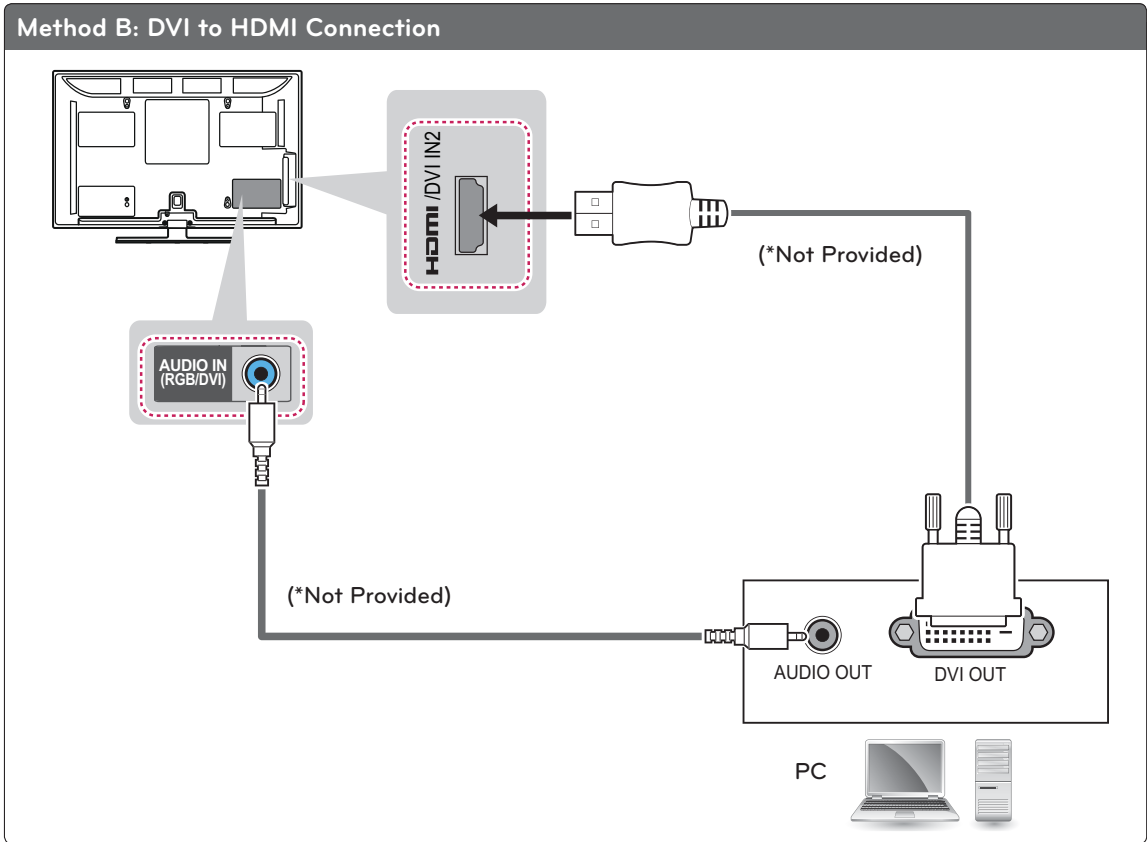 Method B: DVI to HDMI Connection
HDMI /DVI IN2
(*Not Provided)
AUDIO IN
(RGB/DVI)
(*Not Provided)
AUDIO OUT
DVI OUT
PC